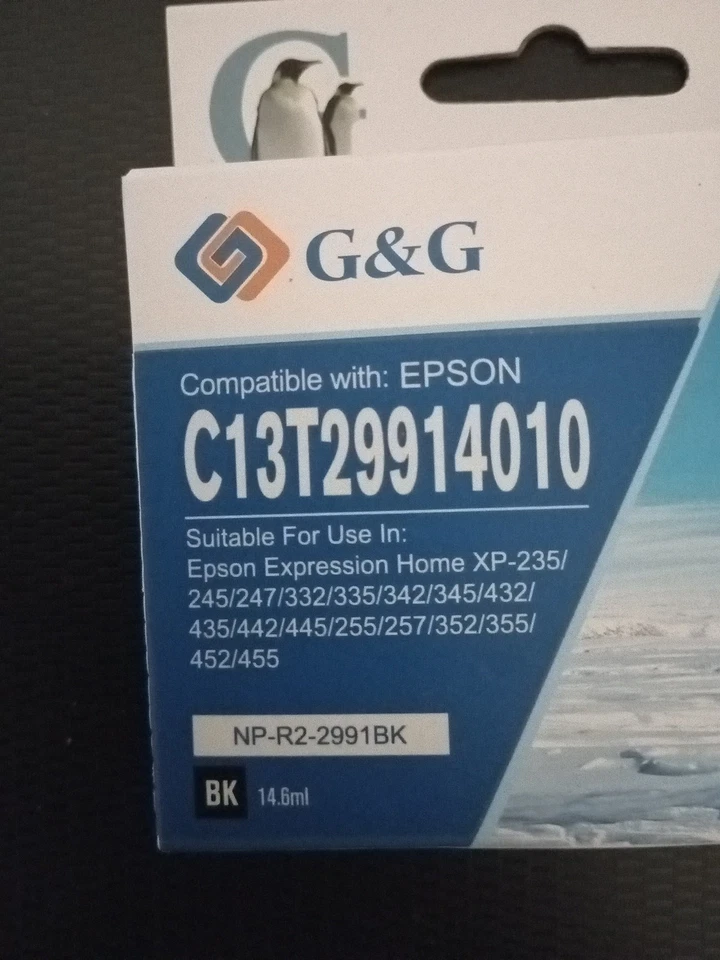 G&G
Compatible with: EPSON
C13T29914010
Suitable For Use In:
Epson Expression Home XP-235/
245/247/332/335/342/345/432/
435/442/445/255/257/352/355/
452/455
NP-R2-2991BK
BK 14.6ml